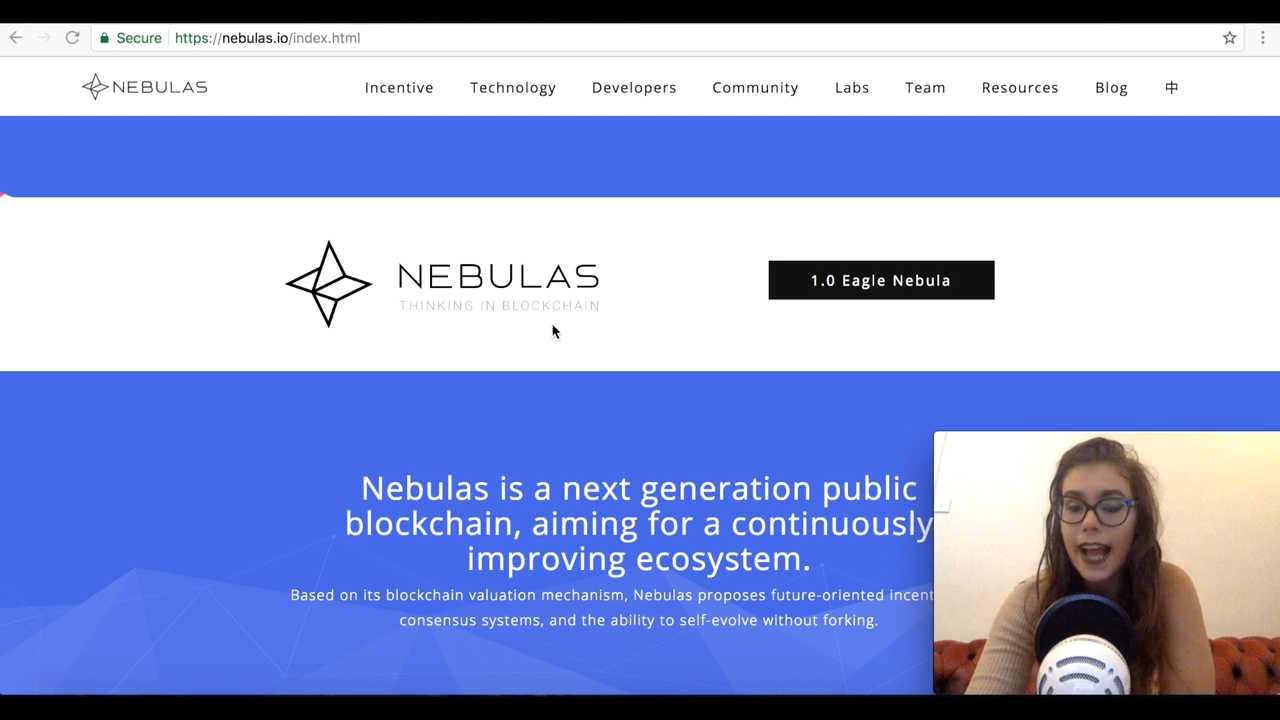 Secure https://nebulas.io/index.html
NEBULAS Incentive Technology Developers Community Labs Team Resources Blog 中
NEBULAS
THINKING IN BLOCKCHAIN
1.0 Eagle Nebula
Nebulas is a next generation public
blockchain, aiming for a continuously
improving ecosystem.
Based on its blockchain valuation mechanism, Nebulas proposes future-oriented incent
consensus systems, and the ability to self-evolve without forking.